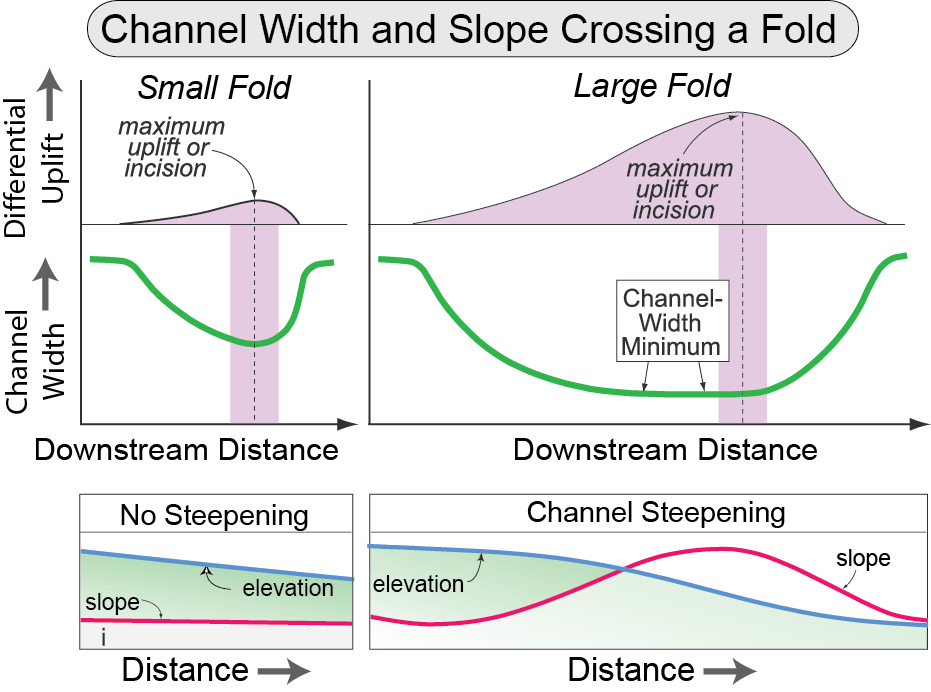 Channel Width and Slope Crossing a Fold
Small Fold
Large Fold
Differential
Uplift
maximum
uplift or
incision
maximum
uplift or
incision
Channel
Width
Channel-
Width
Minimum
Downstream Distance
Downstream Distance
No Steepening
elevation
slope
i
Distance
Channel Steepening
elevation
slope
Distance